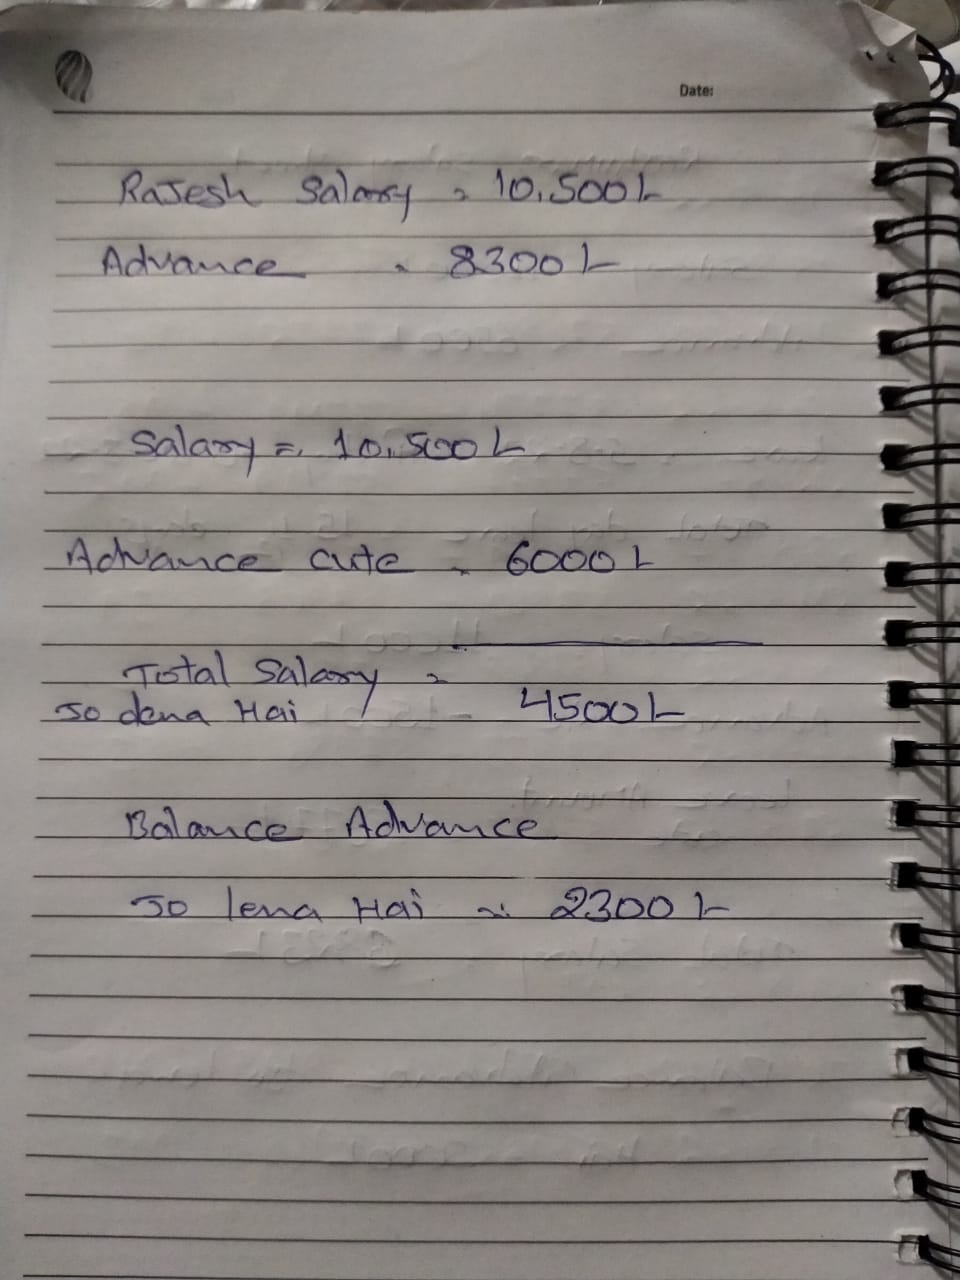 Date:
Rajesh Salary = 10,500/-
Advance = 8300/-
Salary = 10,500/-
Advance cute = 6000/-
Total Salary =
Jo dena Hai 4500/-
Balance Advance
Jo lena Hai = 2300/-